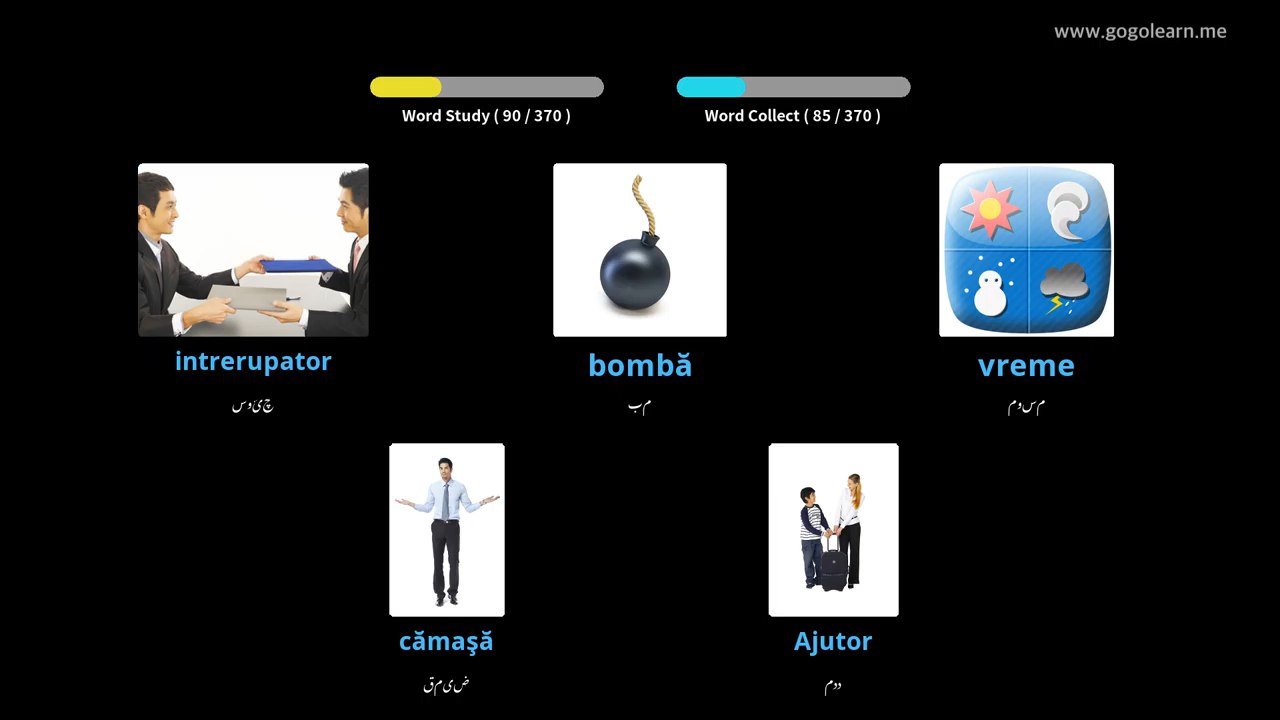 www.gogolearn.me
Word Study ( 90 / 370 )
Word Collect ( 85 / 370 )
intrerupator
سوئچ
bombă
بم
vreme
موسم
cămaşă
قمیض
Ajutor
مدد